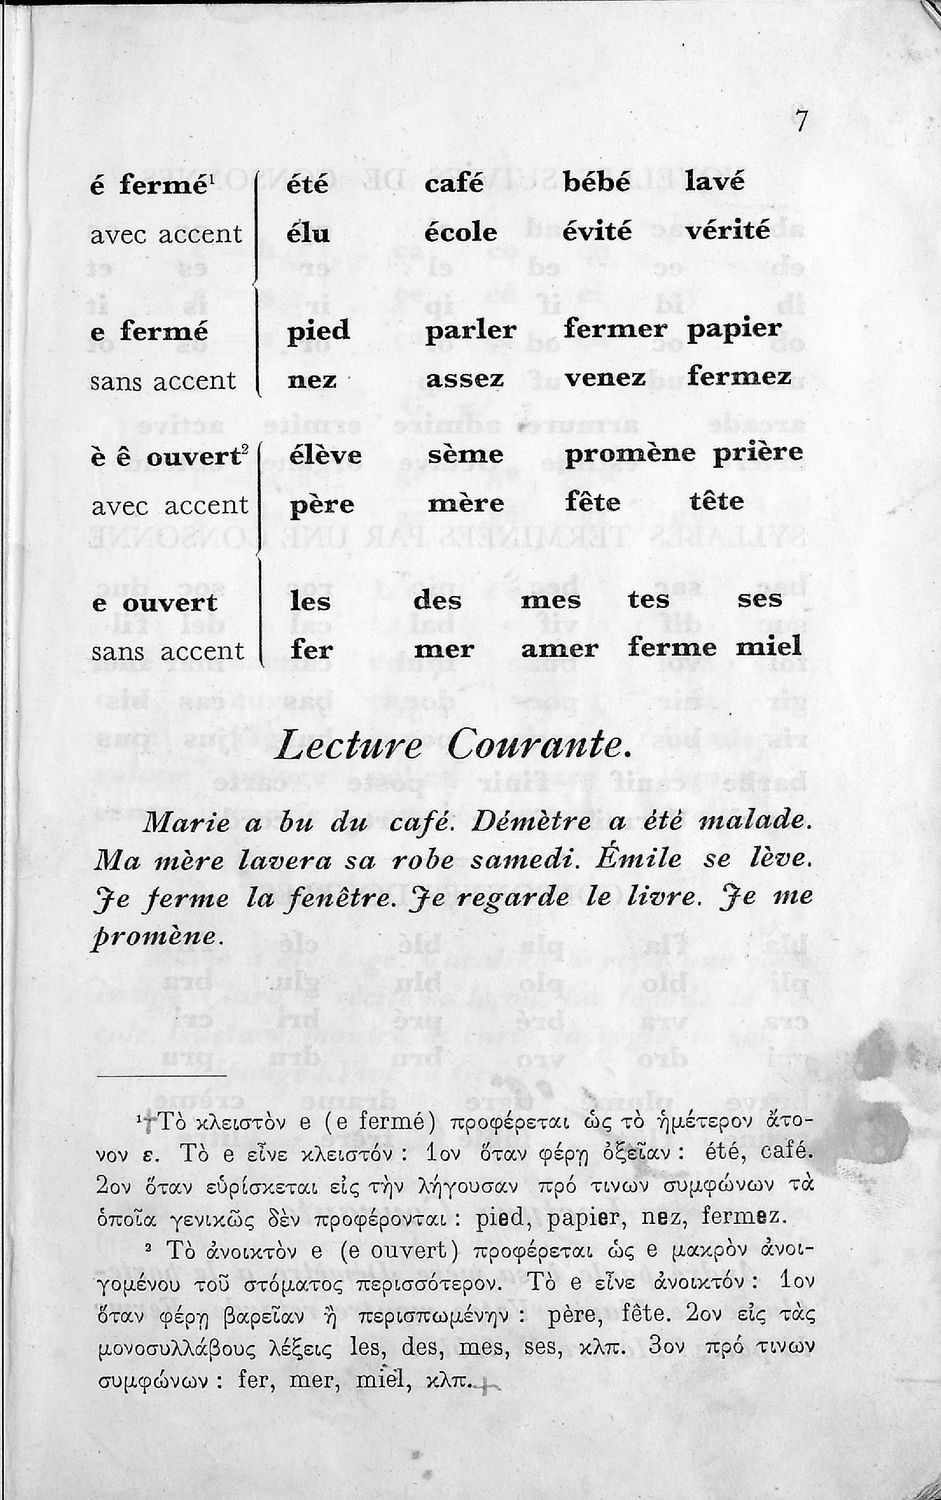 7
é fermé¹ été café bébé lavé
avec accent élu école évité vérité
e fermé pied parler fermer papier
sans accent nez assez venez fermez
è ê ouvert² élève sème promène prière
avec accent père mère fête tête
e ouvert les des mes tes ses
sans accent fer mer amer ferme miel
Lecture Courante.
Marie a bu du café. Démètre a été malade.
Ma mère lavera sa robe samedi. Émile se lève.
Je ferme la fenêtre. Je regarde le livre. Je me
promène.
¹ Τὸ κλειστὸν e (e fermé) προφέρεται ὡς τὸ ἡμέτερον ἄτο-
νον ε. Τὸ e εἶνε κλειστόν : 1ον ὅταν φέρῃ ὀξεῖαν : été, café.
2ον ὅταν εὑρίσκεται εἰς τὴν λήγουσαν πρό τινων συμφώνων τὰ
ὁποῖα γενικῶς δὲν προφέρονται : pied, papier, nez, fermez.
² Τὸ ἀνοικτὸν e (e ouvert) προφέρεται ὡς e μακρὸν ἀνοι-
γομένου τοῦ στόματος περισσότερον. Τὸ e εἶνε ἀνοικτόν : 1ον
ὅταν φέρῃ βαρεῖαν ἢ περισπωμένην : père, fête. 2ον εἰς τὰς
μονοσυλλάβους λέξεις les, des, mes, ses, κλπ. 3ον πρό τινων
συμφώνων : fer, mer, miel, κλπ.